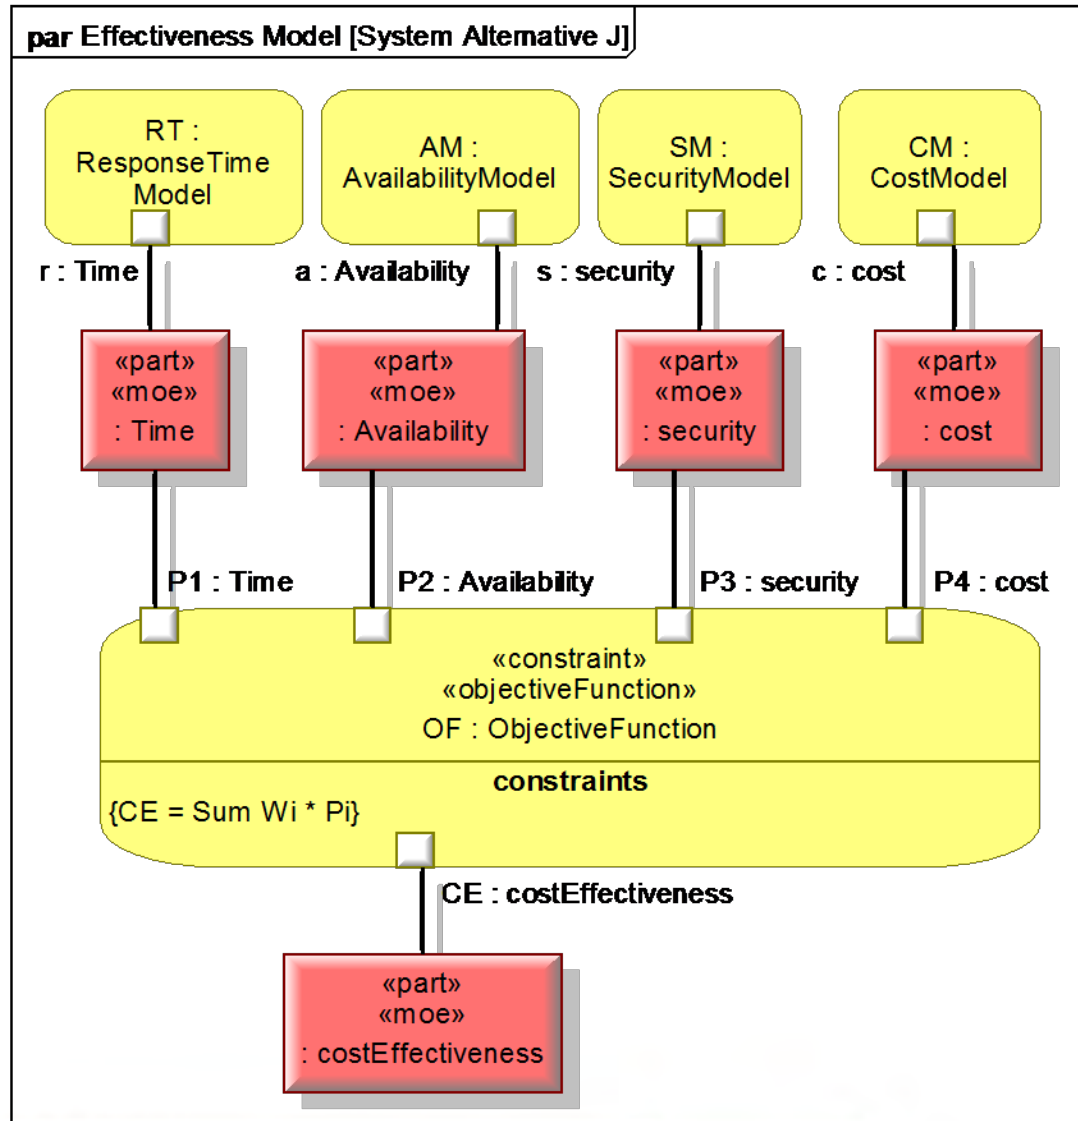 par Effectiveness Model [System Alternative J]
RT :
ResponseTime
Model
AM :
AvailabilityModel
SM :
SecurityModel
CM :
CostModel
r : Time
a : Availability
s : security
c : cost
«part»
«moe»
: Time
«part»
«moe»
: Availability
«part»
«moe»
: security
«part»
«moe»
: cost
P1 : Time
P2 : Availability
P3 : security
P4 : cost
«constraint»
«objectiveFunction»
OF : ObjectiveFunction
constraints
{CE = Sum Wi * Pi}
CE : costEffectiveness
«part»
«moe»
: costEffectiveness